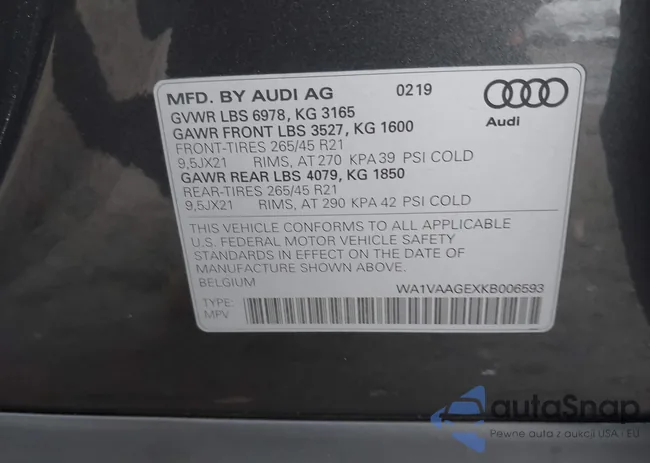 MFD. BY AUDI AG 0219
Audi
GVWR LBS 6978, KG 3165
GAWR FRONT LBS 3527, KG 1600
FRONT-TIRES 265/45 R21
9,5JX21 RIMS, AT 270 KPA 39 PSI COLD
GAWR REAR LBS 4079, KG 1850
REAR-TIRES 265/45 R21
9,5JX21 RIMS, AT 290 KPA 42 PSI COLD
THIS VEHICLE CONFORMS TO ALL APPLICABLE
U.S. FEDERAL MOTOR VEHICLE SAFETY
STANDARDS IN EFFECT ON THE DATE OF
MANUFACTURE SHOWN ABOVE.
BELGIUM WA1VAAGEXKB006593
TYPE:
MPV
autaSnap
Pewne auta z aukcji USA i EU